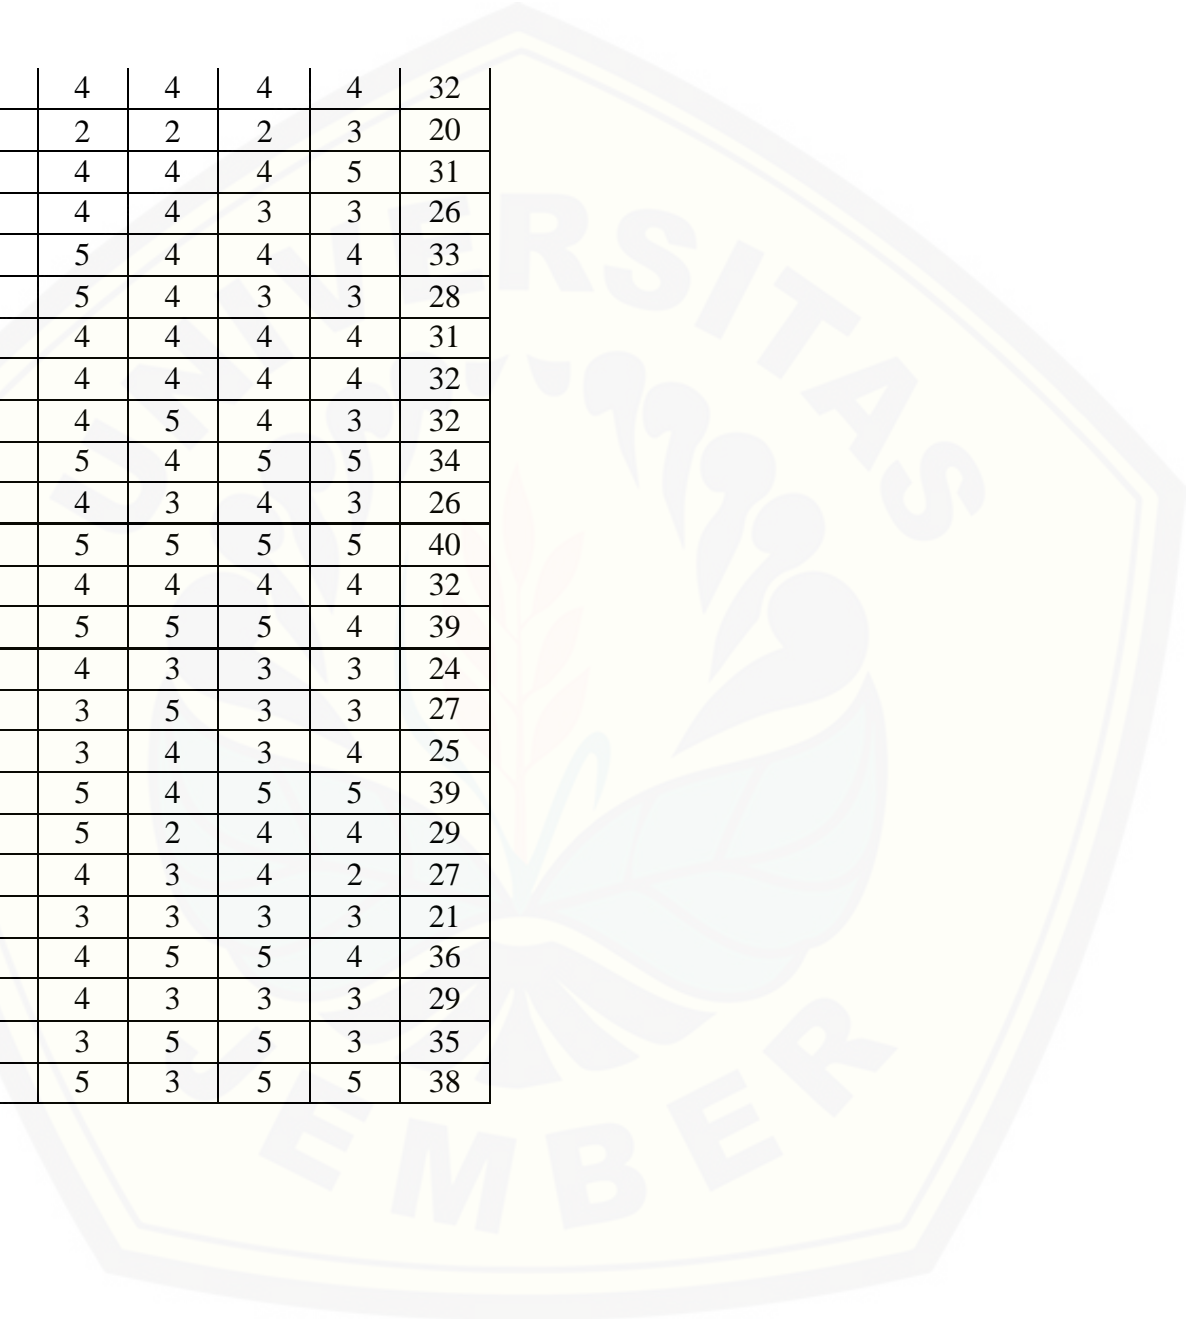 4 4 4 4 32
2 2 2 3 20
4 4 4 5 31
4 4 3 3 26
5 4 4 4 33
5 4 3 3 28
4 4 4 4 31
4 4 4 4 32
4 5 4 3 32
5 4 5 5 34
4 3 4 3 26
5 5 5 5 40
4 4 4 4 32
5 5 5 4 39
4 3 3 3 24
3 5 3 3 27
3 4 3 4 25
5 4 5 5 39
5 2 4 4 29
4 3 4 2 27
3 3 3 3 21
4 5 5 4 36
4 3 3 3 29
3 5 5 3 35
5 3 5 5 38
UNIVERSITAS
JEMBER